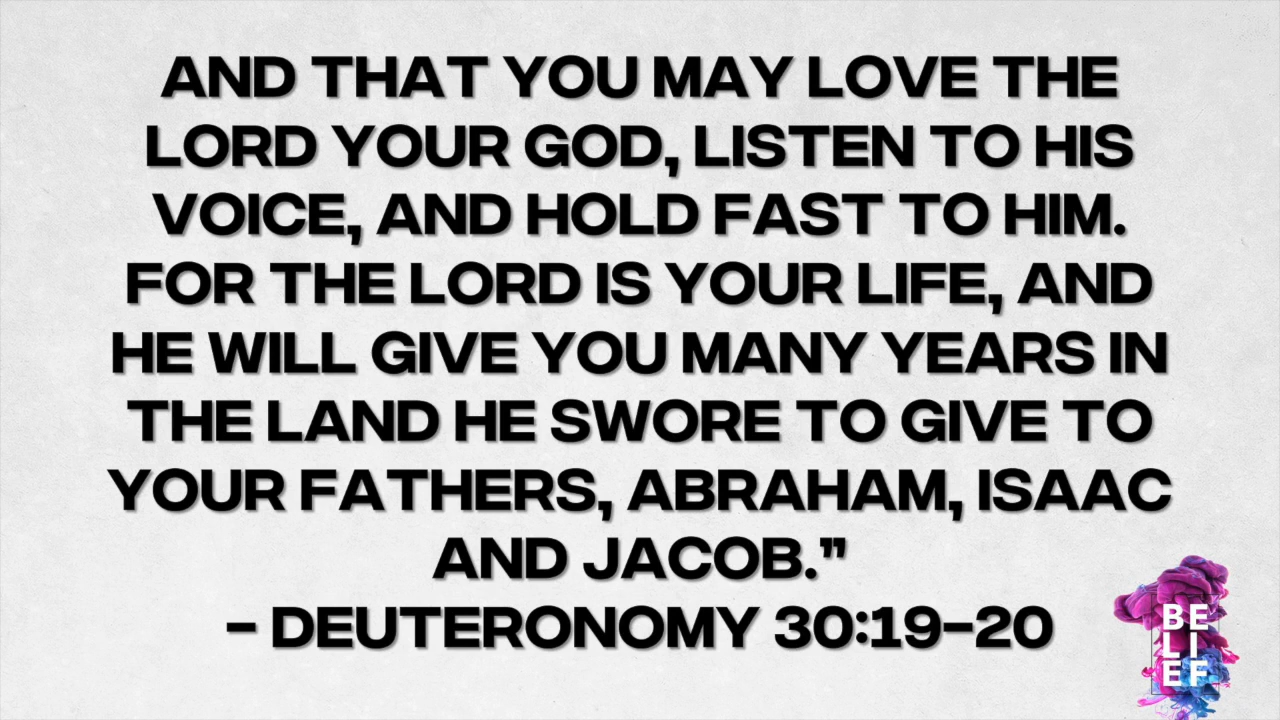 AND THAT YOU MAY LOVE THE
LORD YOUR GOD, LISTEN TO HIS
VOICE, AND HOLD FAST TO HIM.
FOR THE LORD IS YOUR LIFE, AND
HE WILL GIVE YOU MANY YEARS IN
THE LAND HE SWORE TO GIVE TO
YOUR FATHERS, ABRAHAM, ISAAC
AND JACOB.”
– DEUTERONOMY 30:19–20
BE
LI
EF